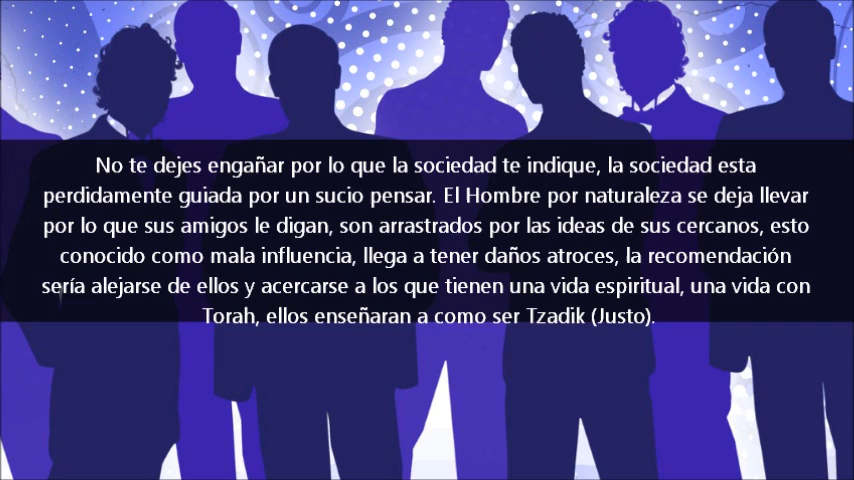 No te dejes engañar por lo que la sociedad te indique, la sociedad esta
perdidamente guiada por un sucio pensar. El Hombre por naturaleza se deja llevar
por lo que sus amigos le digan, son arrastrados por las ideas de sus cercanos, esto
conocido como mala influencia, llega a tener daños atroces, la recomendación
sería alejarse de ellos y acercarse a los que tienen una vida espiritual, una vida con
Torah, ellos enseñaran a como ser Tzadik (Justo).